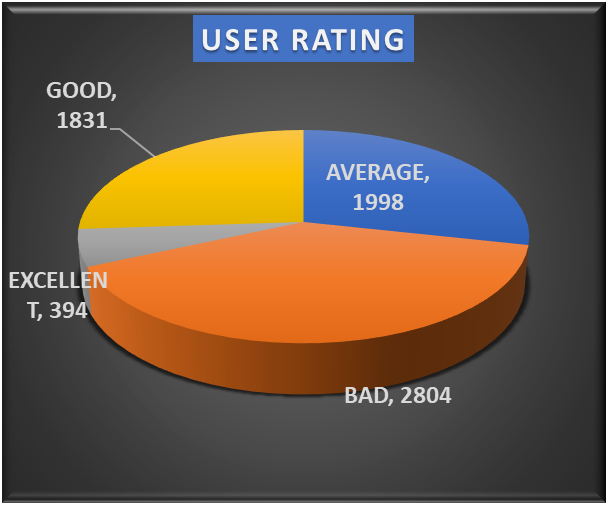 USER RATING
GOOD,
1831
AVERAGE,
1998
EXCELLEN
T, 394
BAD, 2804